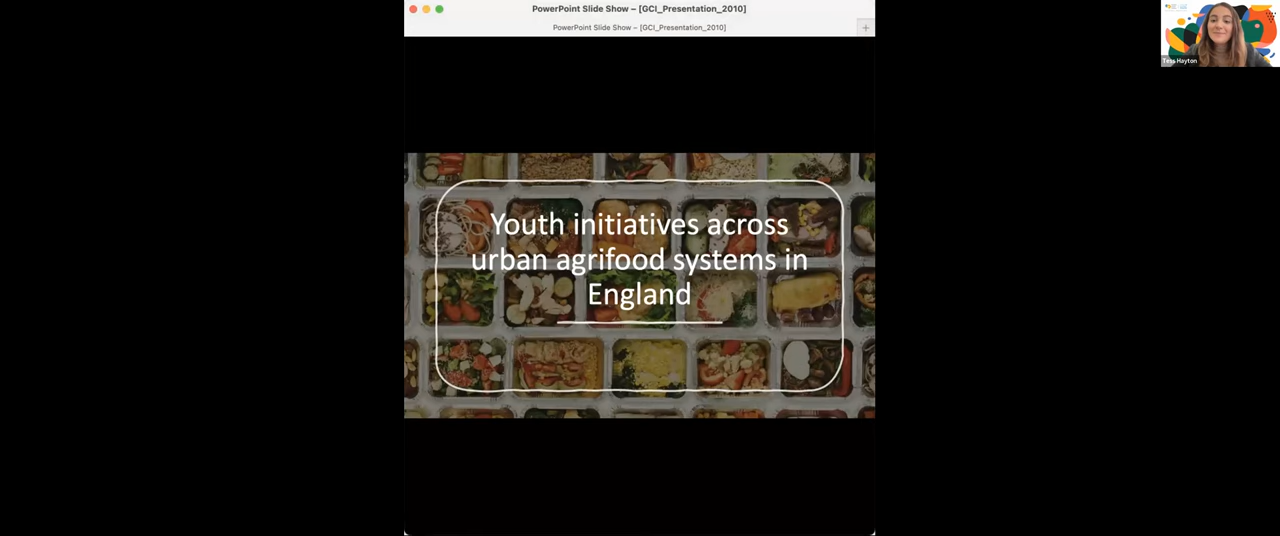 PowerPoint Slide Show – [GCI_Presentation_2010]
PowerPoint Slide Show – [GCI_Presentation_2010]
Youth initiatives across
urban agrifood systems in
England
Tess Hayton